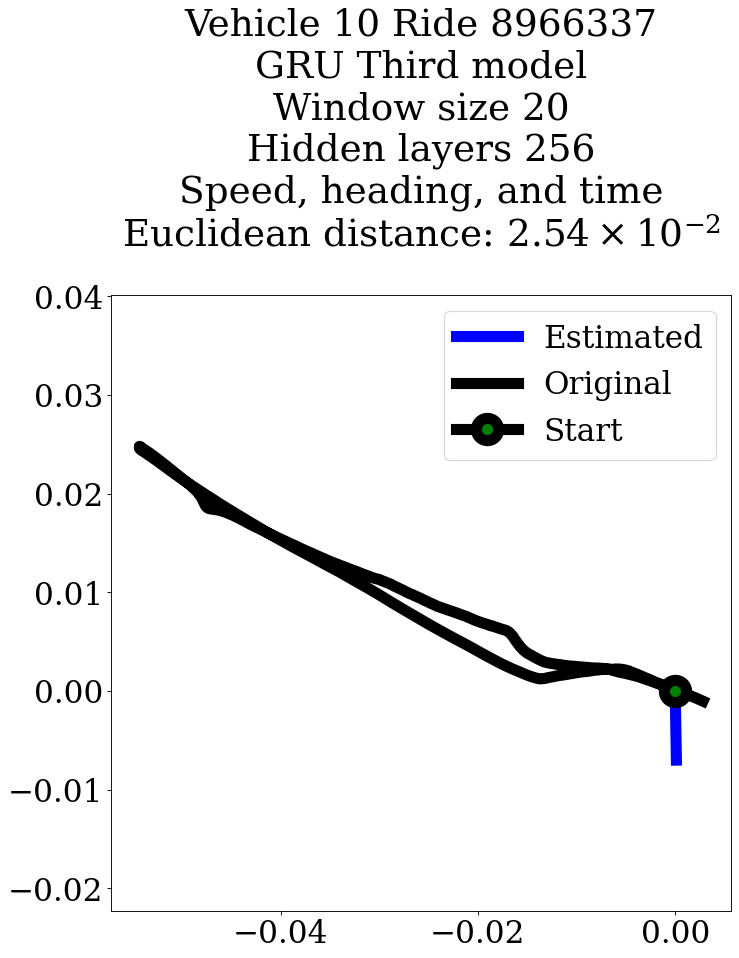 Vehicle 10 Ride 8966337
GRU Third model
Window size 20
Hidden layers 256
Speed, heading, and time
Euclidean distance: 2.54 × 10⁻²
0.04
0.03
0.02
0.01
0.00
−0.01
−0.02
Estimated
Original
Start
−0.04
−0.02
0.00